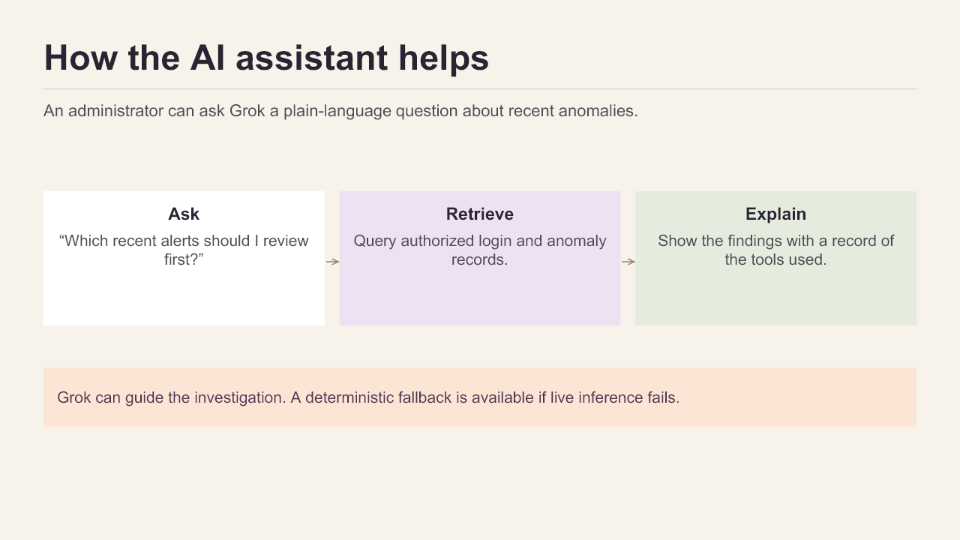 How the AI assistant helps
An administrator can ask Grok a plain-language question about recent anomalies.
Ask
“Which recent alerts should I review
first?”
Retrieve
Query authorized login and anomaly
records.
Explain
Show the findings with a record of
the tools used.
Grok can guide the investigation. A deterministic fallback is available if live inference fails.